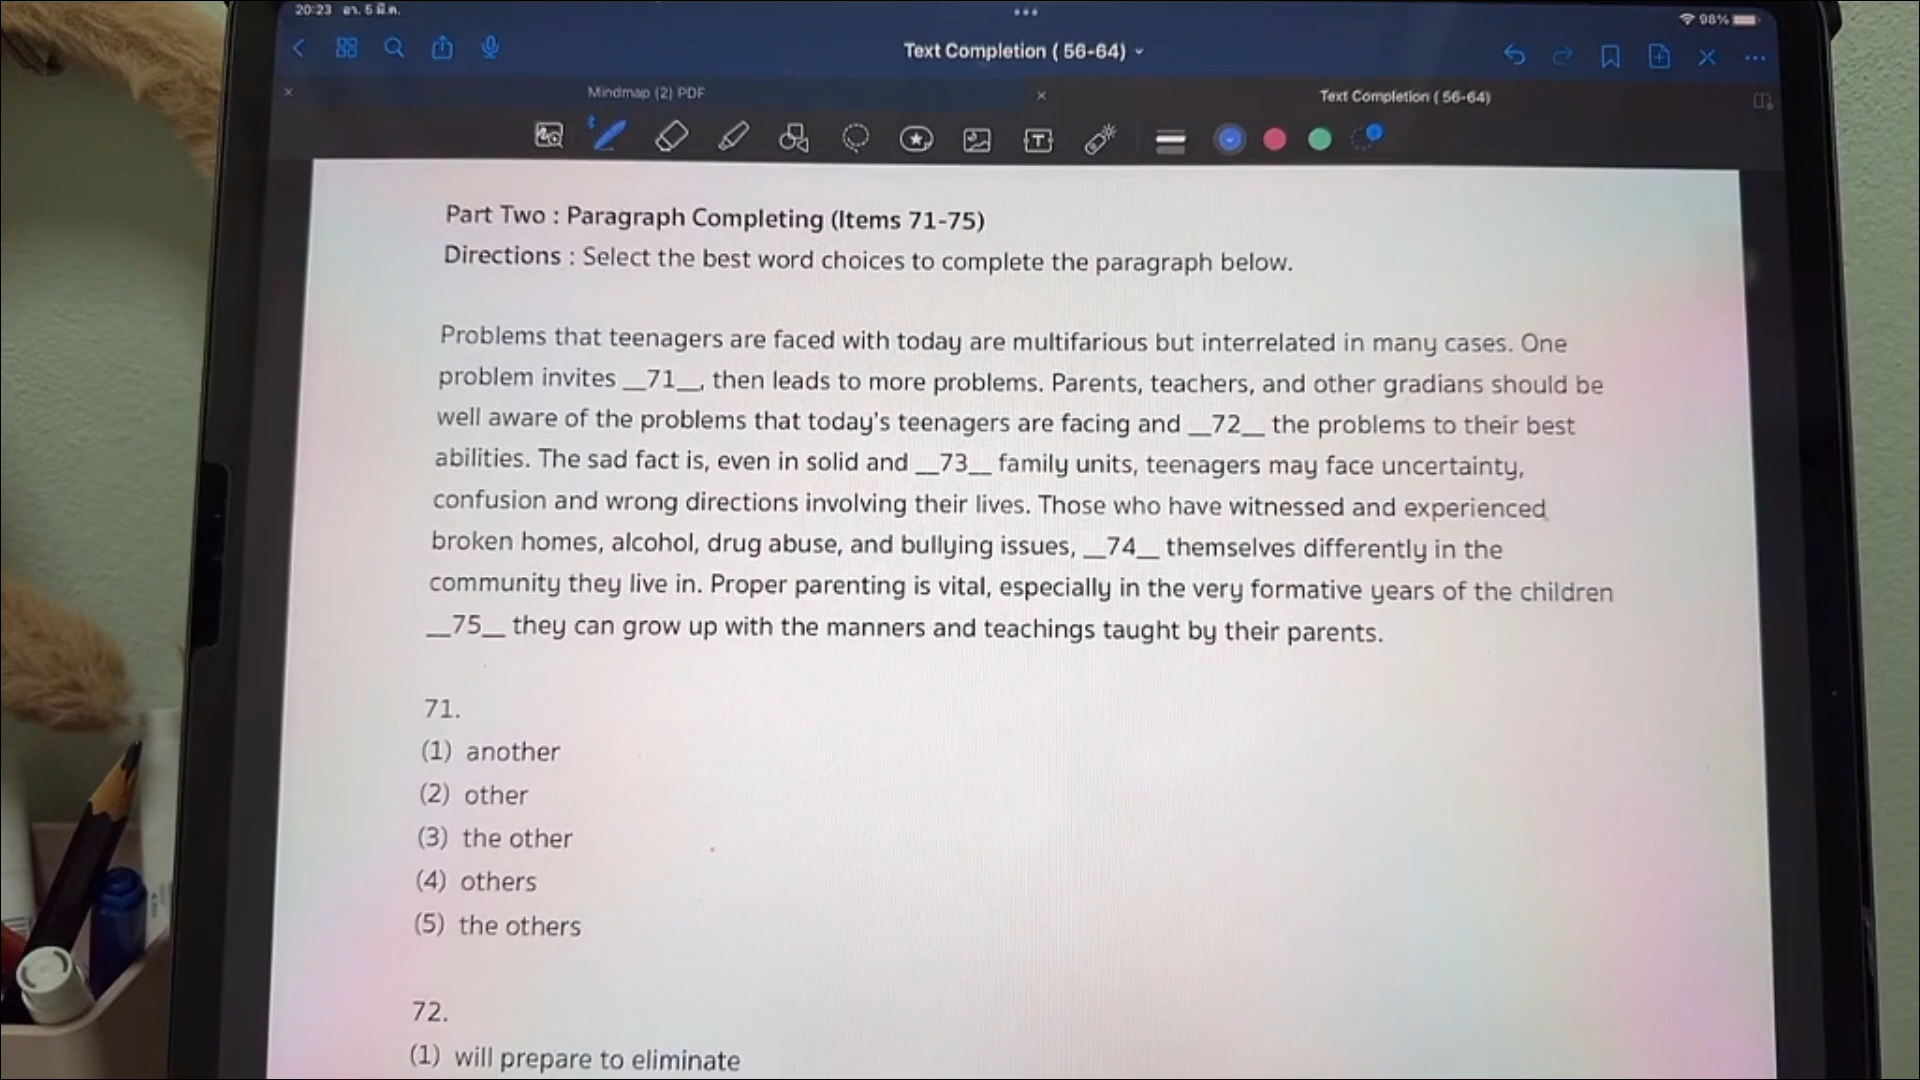 20:23 อา. 5 มี.ค.
98%
Text Completion ( 56-64)
Mindmap (2) PDF
Text Completion ( 56-64)
Part Two : Paragraph Completing (Items 71-75)
Directions : Select the best word choices to complete the paragraph below.
Problems that teenagers are faced with today are multifarious but interrelated in many cases. One
problem invites __71__, then leads to more problems. Parents, teachers, and other gradians should be
well aware of the problems that today's teenagers are facing and __72__ the problems to their best
abilities. The sad fact is, even in solid and __73__ family units, teenagers may face uncertainty,
confusion and wrong directions involving their lives. Those who have witnessed and experienced
broken homes, alcohol, drug abuse, and bullying issues, __74__ themselves differently in the
community they live in. Proper parenting is vital, especially in the very formative years of the children
__75__ they can grow up with the manners and teachings taught by their parents.
71.
(1) another
(2) other
(3) the other
(4) others
(5) the others
72.
(1) will prepare to eliminate